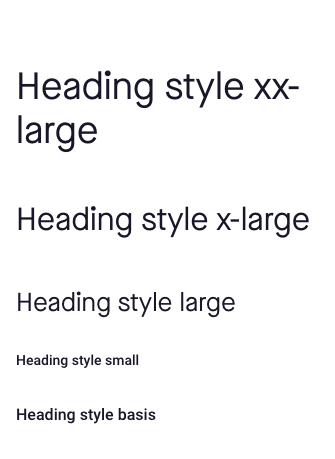 Heading style xx-
large
Heading style x-large
Heading style large
Heading style small
Heading style basis